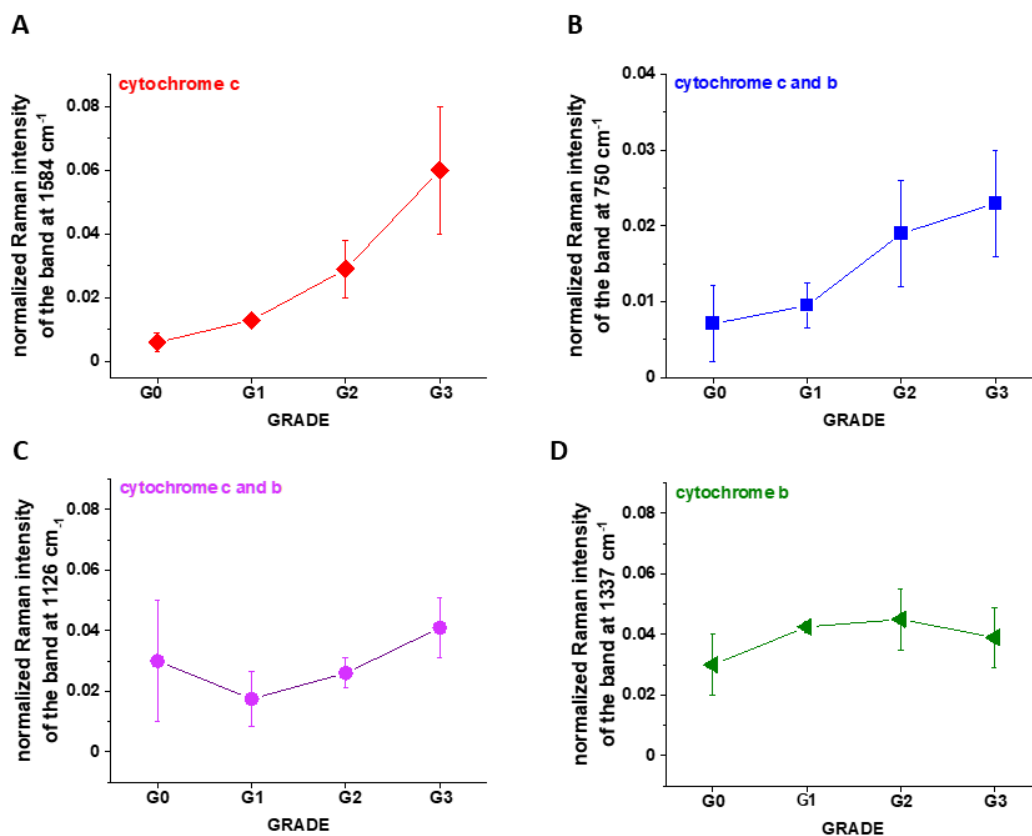 A
cytochrome c
normalized Raman intensity
of the band at 1584 cm⁻¹
0.08
0.06
0.04
0.02
0
G0 G1 G2 G3
GRADE
B
cytochrome c and b
normalized Raman intensity
of the band at 750 cm⁻¹
0.04
0.03
0.02
0.01
0
G0 G1 G2 G3
GRADE
C
cytochrome c and b
normalized Raman intensity
of the band at 1126 cm₋₁
0.08
0.06
0.04
0.02
0
G0 G1 G2 G3
GRADE
D
cytochrome b
normalized Raman intensity
of the band at 1337 cm⁻¹
0.08
0.06
0.04
0.02
0
G0 G1 G2 G3
GRADE